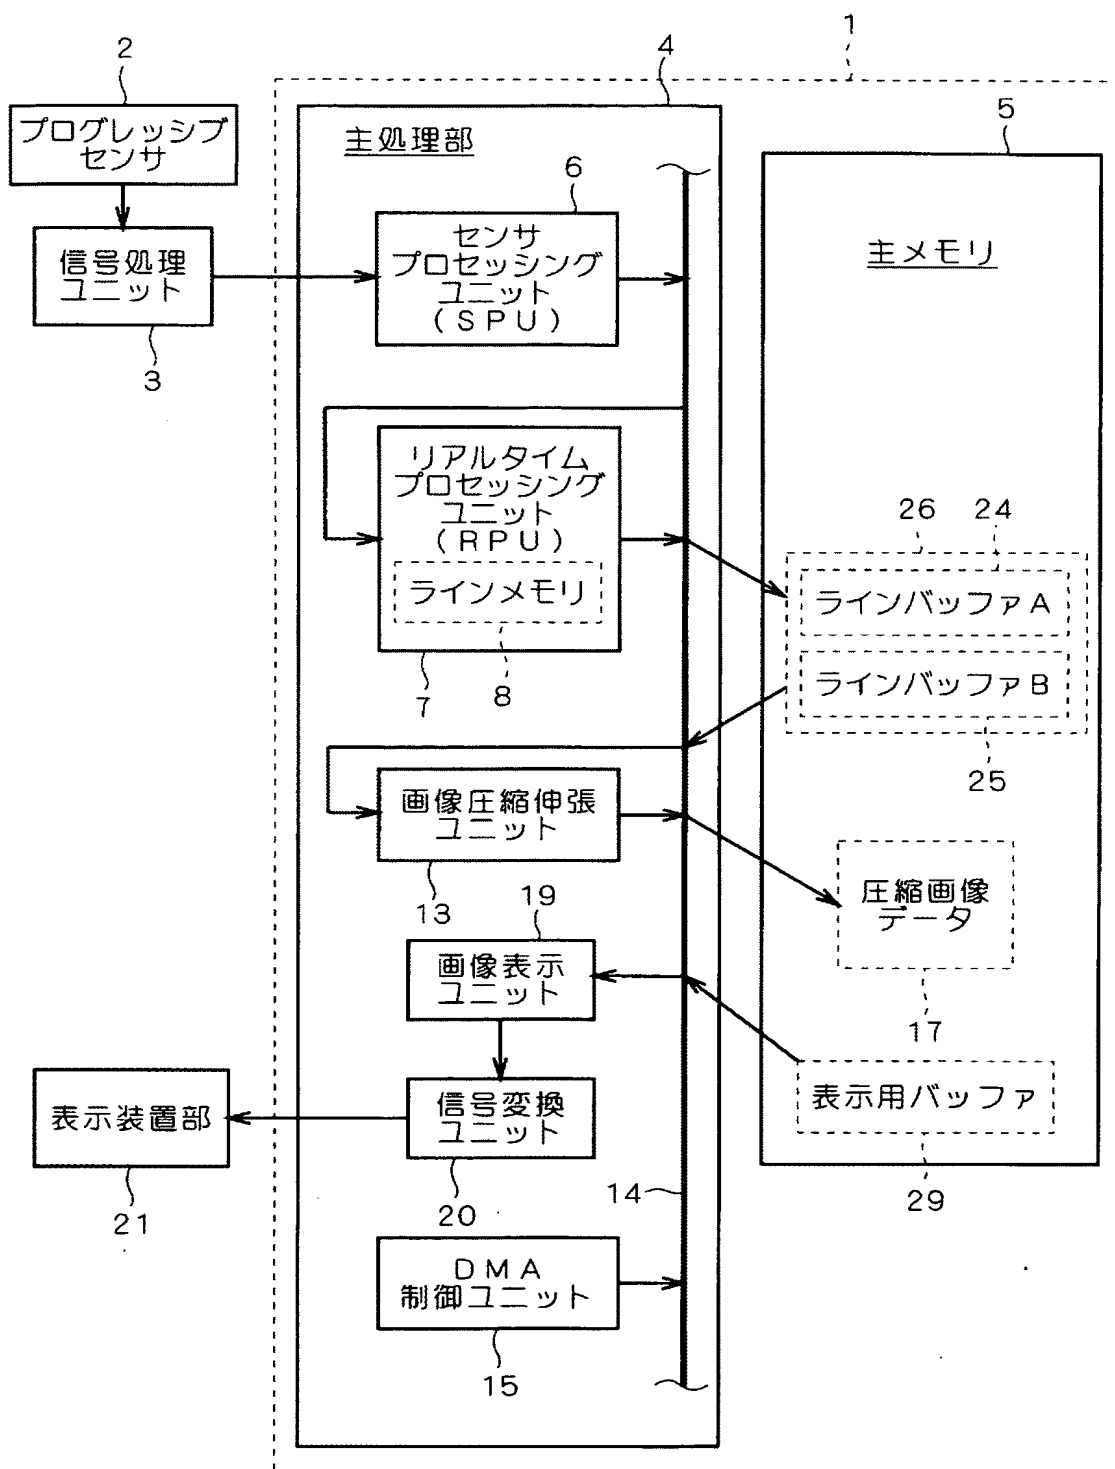 1
2
4
5
プログレッシブ
センサ
主処理部
6
センサ
プロセッシング
ユニット
(SPU)
信号処理
ユニット
3
主メモリ
リアルタイム
プロセッシング
ユニット
(RPU)
ラインメモリ
7
8
26
24
ラインバッファA
ラインバッファB
25
画像圧縮伸張
ユニット
13
圧縮画像
データ
17
19
画像表示
ユニット
表示用バッファ
29
信号変換
ユニット
20
表示装置部
21
14
DMA
制御ユニット
15